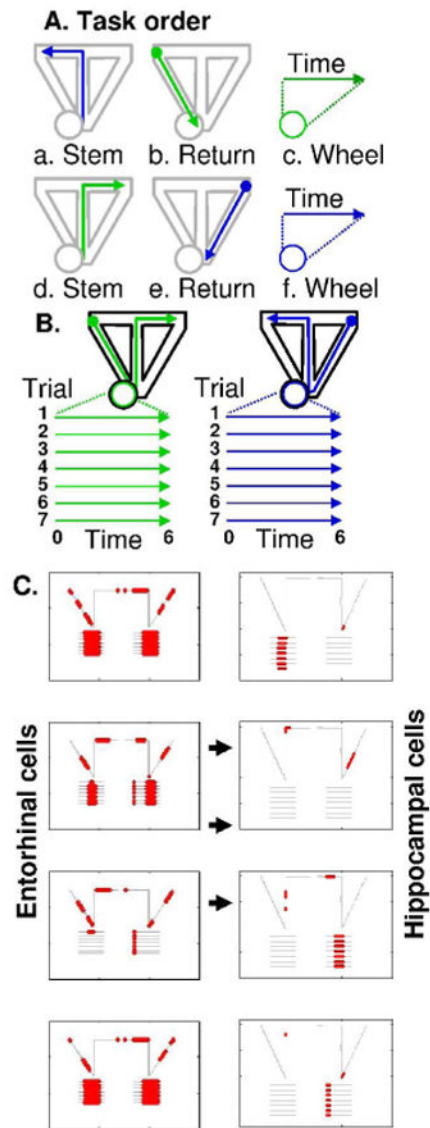 A. Task order
Time
a. Stem b. Return c. Wheel
Time
d. Stem e. Return f. Wheel
B.
Trial Trial
1 1
2 2
3 3
4 4
5 5
6 6
7 7
0 Time 6 0 Time 6
C.
Entorhinal cells
Hippocampal cells